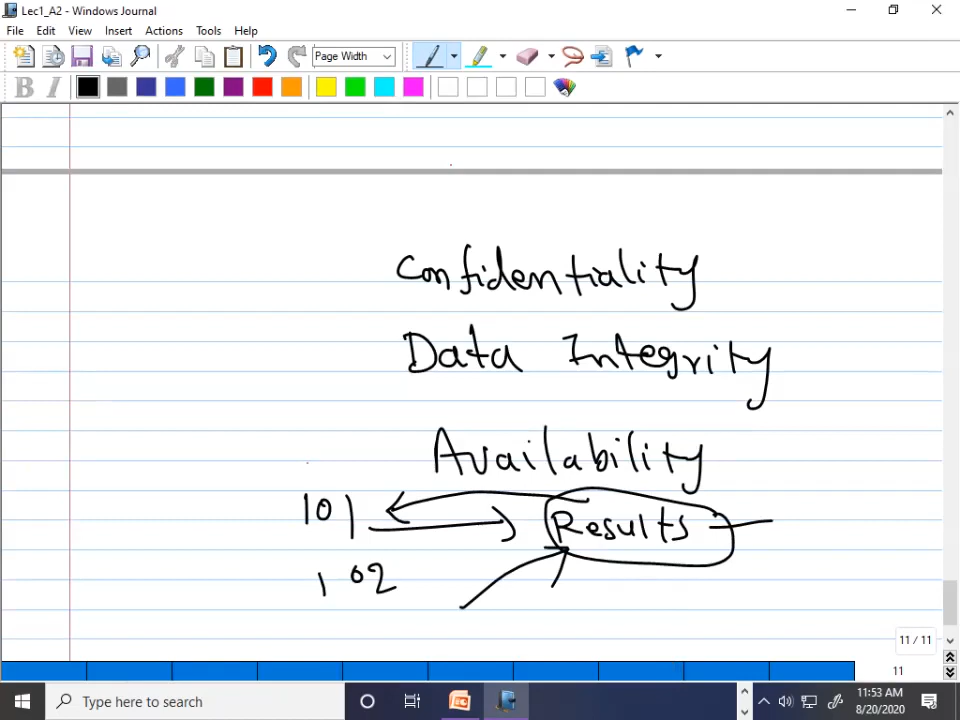 Lec1_A2 - Windows Journal
File Edit View Insert Actions Tools Help
Page Width
B I
Confidentiality
Data Integrity
Availability
101 Results
102
11 / 11
11
Type here to search
11:53 AM
8/20/2020